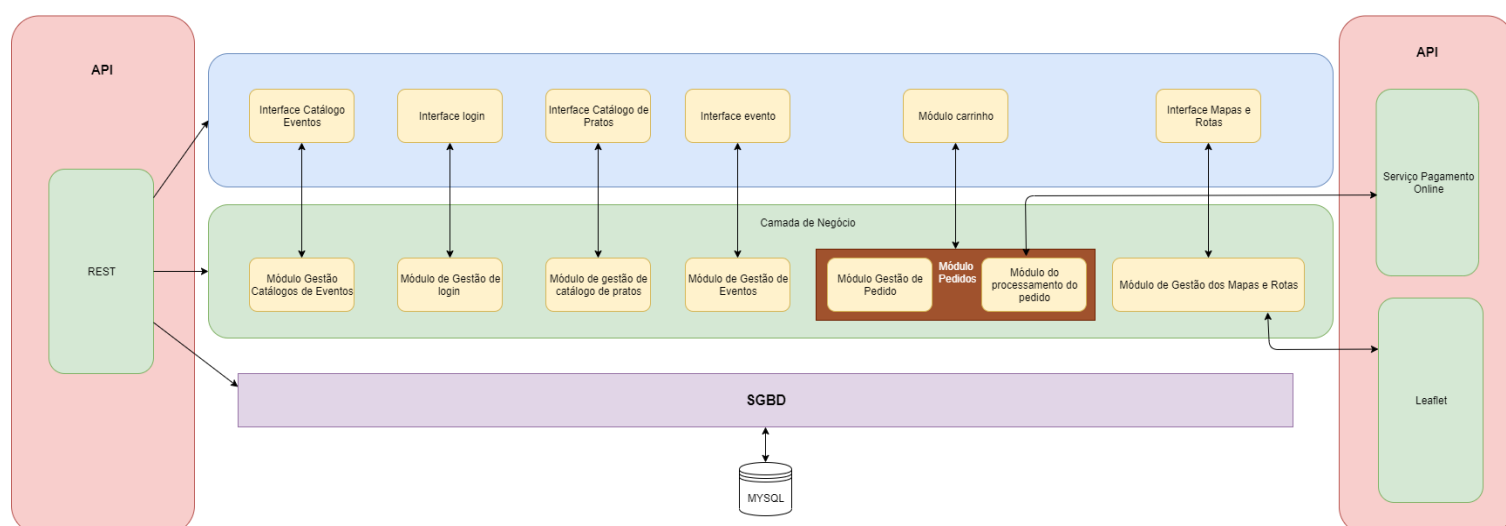 API
REST
Interface Catálogo
Eventos
Interface login
Interface Catálogo de
Pratos
Interface evento
Módulo carrinho
Interface Mapas e
Rotas
Camada de Negócio
Módulo Gestão
Catálogos de Eventos
Módulo de Gestão de
login
Módulo de gestão de
catálogo de pratos
Módulo de Gestão de
Eventos
Módulo Gestão de
Pedido
Módulo
Pedidos
Módulo do
processamento do
pedido
Módulo de Gestão dos Mapas e Rotas
SGBD
MYSQL
API
Serviço Pagamento
Online
Leaflet